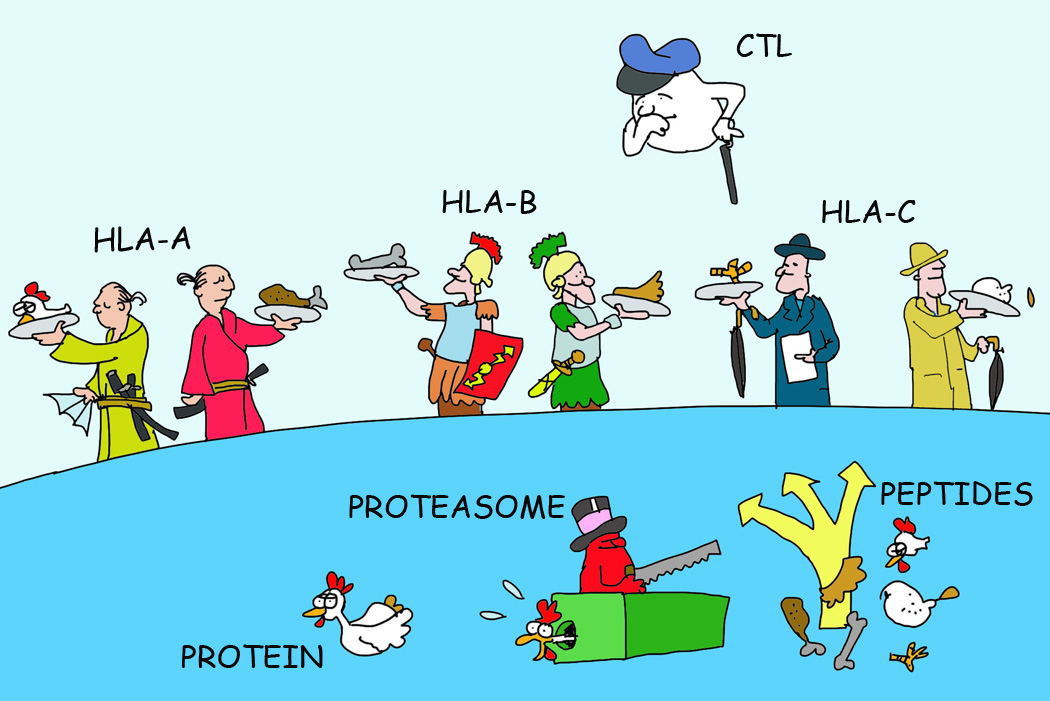 CTL
HLA-A
HLA-B
HLA-C
PROTEASOME
PEPTIDES
PROTEIN